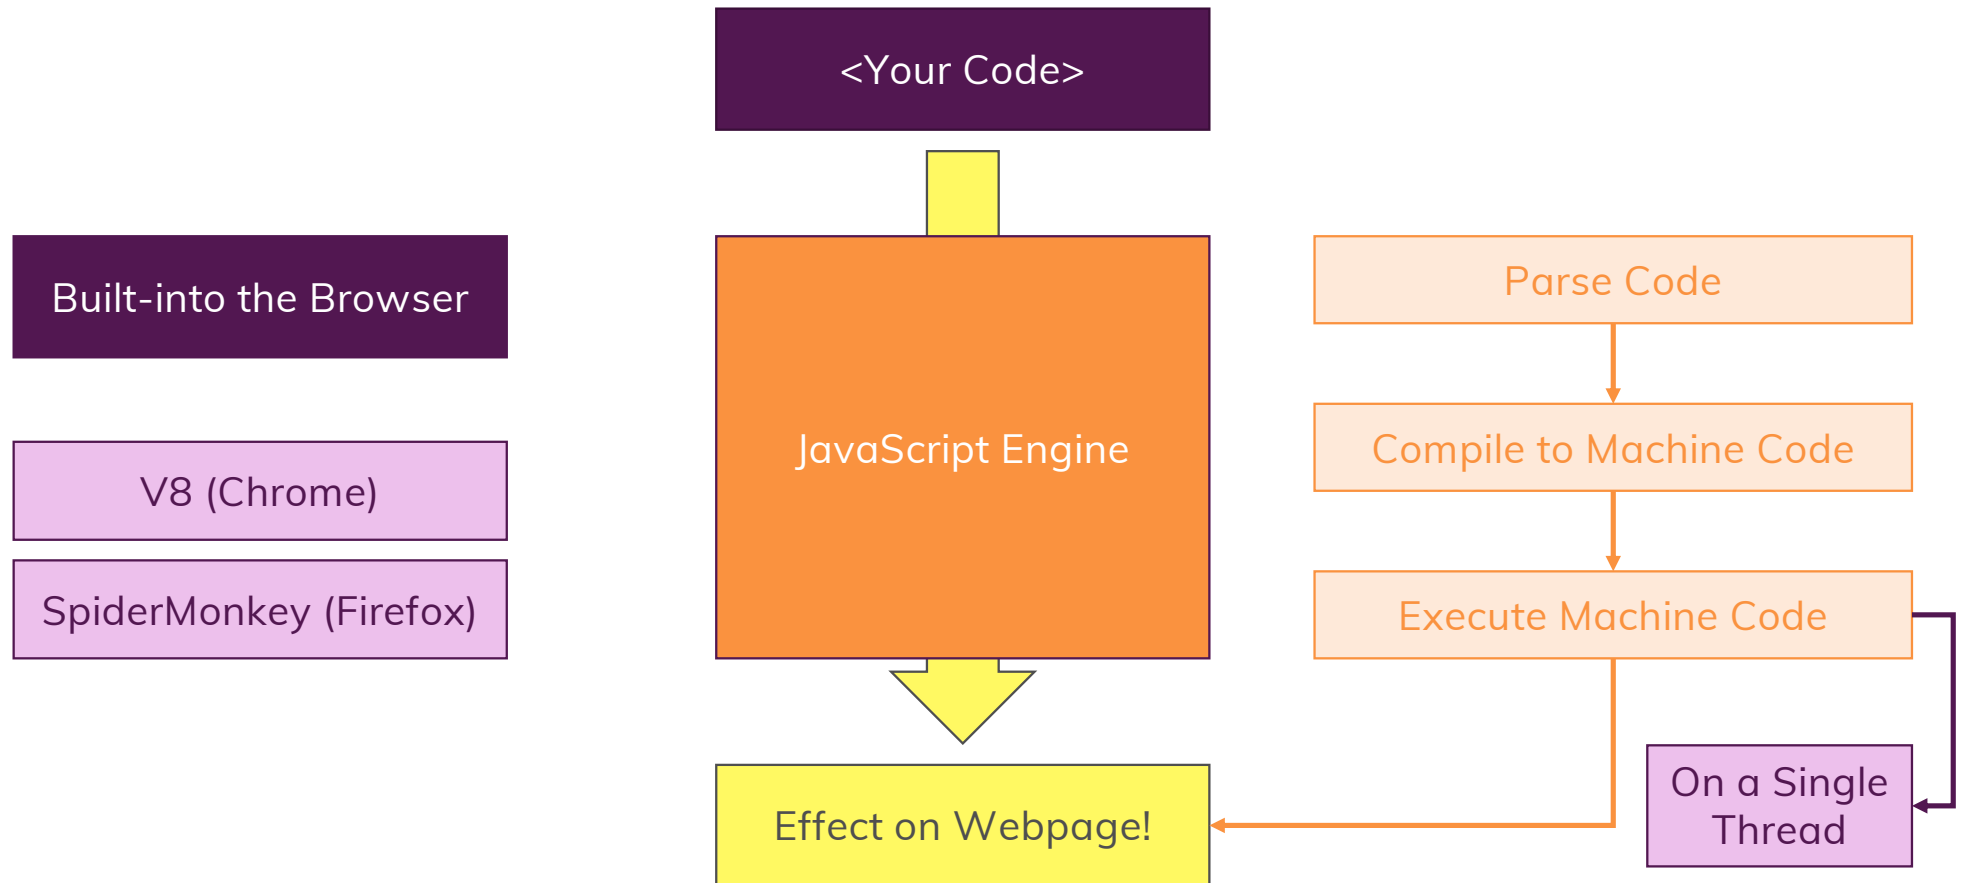 <Your Code>
Built-into the Browser
V8 (Chrome)
SpiderMonkey (Firefox)
JavaScript Engine
Parse Code
Compile to Machine Code
Execute Machine Code
On a Single
Thread
Effect on Webpage!